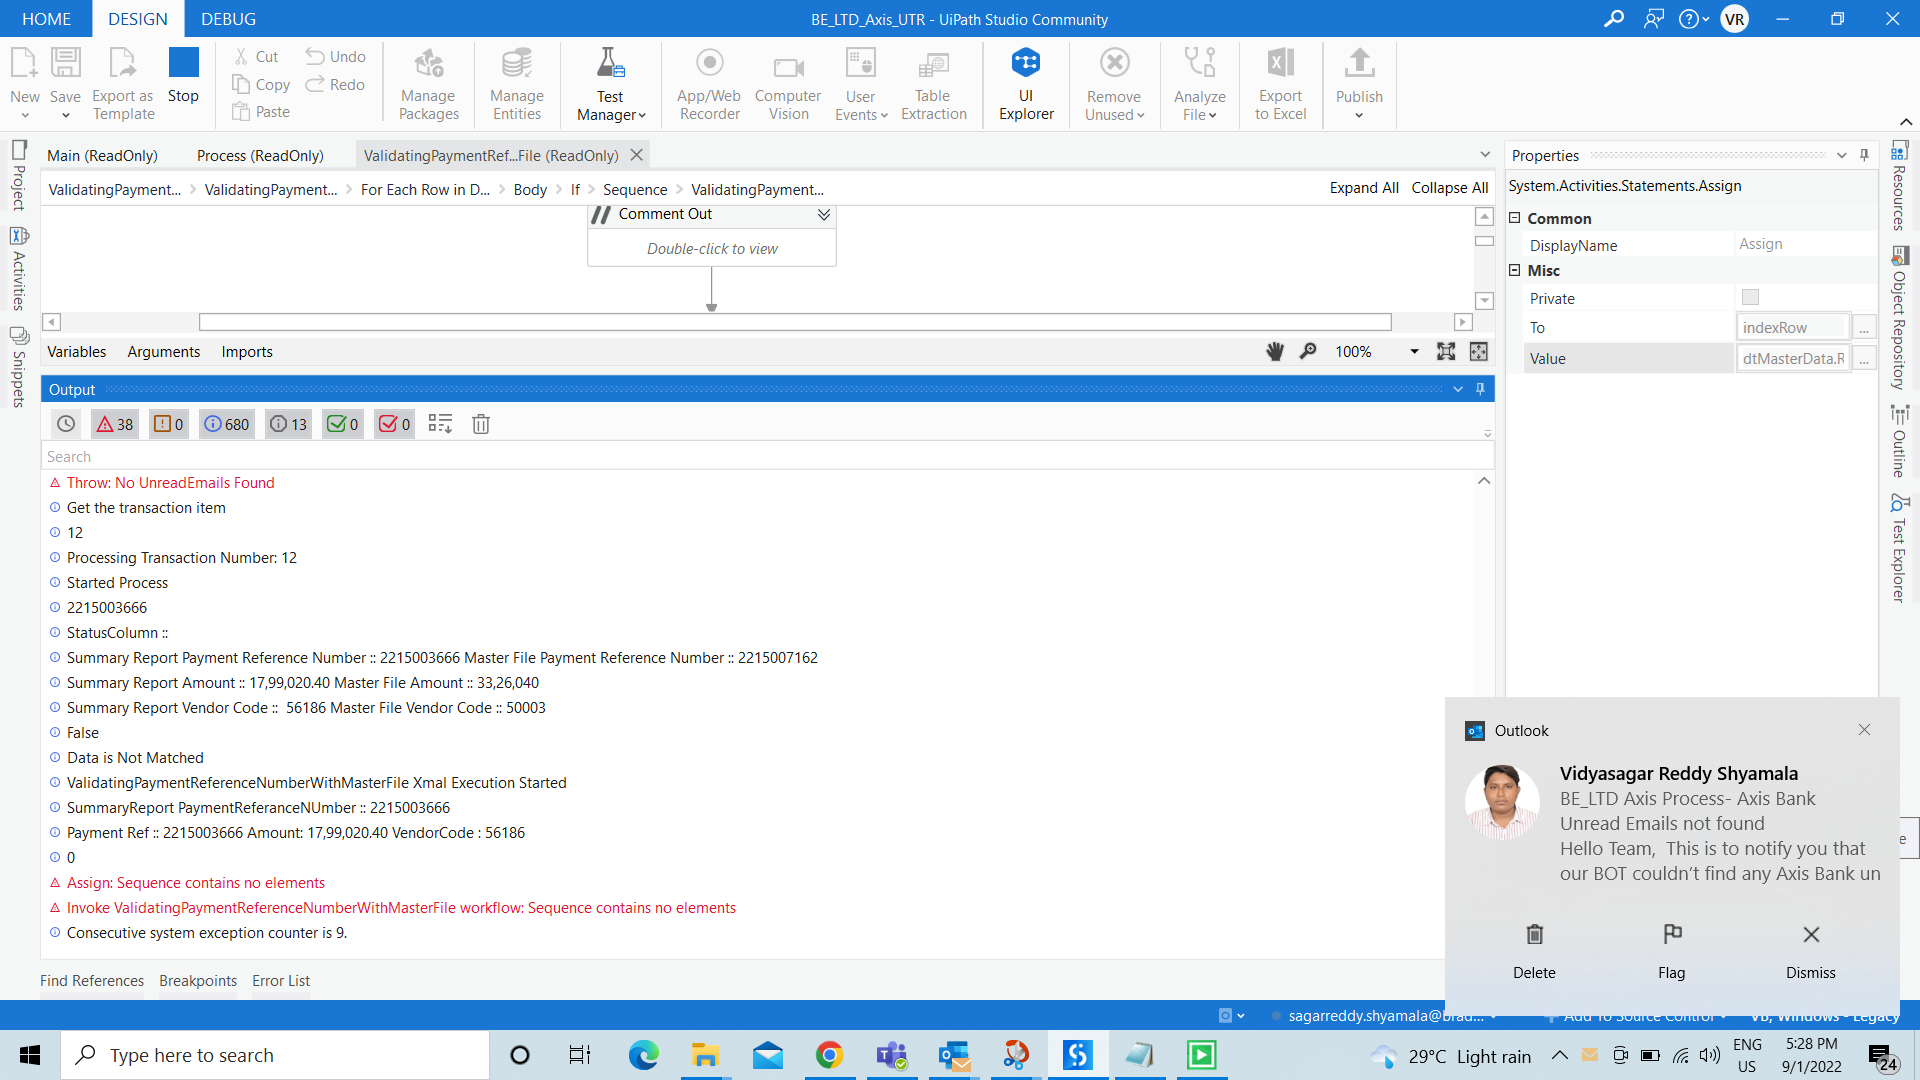 HOME DESIGN DEBUG BE_LTD_Axis_UTR - UiPath Studio Community VR
New Save Export as Template Stop Cut Copy Paste Undo Redo Manage Packages Manage Entities Test Manager App/Web Recorder Computer Vision User Events Table Extraction UI Explorer Remove Unused Analyze File Export to Excel Publish
Main (ReadOnly) Process (ReadOnly) ValidatingPaymentRef...File (ReadOnly)
ValidatingPayment... ValidatingPayment... For Each Row in D... Body If Sequence ValidatingPayment... Expand All Collapse All
// Comment Out
Double-click to view
Variables Arguments Imports 100%
Project
Activities
Snippets
Output
38 0 680 13 0 0
Search
Throw: No UnreadEmails Found
Get the transaction item
12
Processing Transaction Number: 12
Started Process
2215003666
StatusColumn ::
Summary Report Payment Reference Number :: 2215003666 Master File Payment Reference Number :: 2215007162
Summary Report Amount :: 17,99,020.40 Master File Amount :: 33,26,040
Summary Report Vendor Code ::  56186 Master File Vendor Code :: 50003
False
Data is Not Matched
ValidatingPaymentReferenceNumberWithMasterFile Xmal Execution Started
SummaryReport PaymentReferanceNUmber :: 2215003666
Payment Ref :: 2215003666 Amount: 17,99,020.40 VendorCode : 56186
0
Assign: Sequence contains no elements
Invoke ValidatingPaymentReferenceNumberWithMasterFile workflow: Sequence contains no elements
Consecutive system exception counter is 9.
Find References Breakpoints Error List
Properties
System.Activities.Statements.Assign
Common
DisplayName Assign
Misc
Private
To indexRow ...
Value dtMasterData.R ...
Resources
Object Repository
Outline
Test Explorer
Outlook
Vidyasagar Reddy Shyamala
BE_LTD Axis Process- Axis Bank
Unread Emails not found
Hello Team,  This is to notify you that
our BOT couldn't find any Axis Bank un
Delete Flag Dismiss
sagarreddy.shyamala@brad... Add To Source Control VB, Windows - Legacy
Type here to search
29°C Light rain
ENG
US
5:28 PM
9/1/2022
24